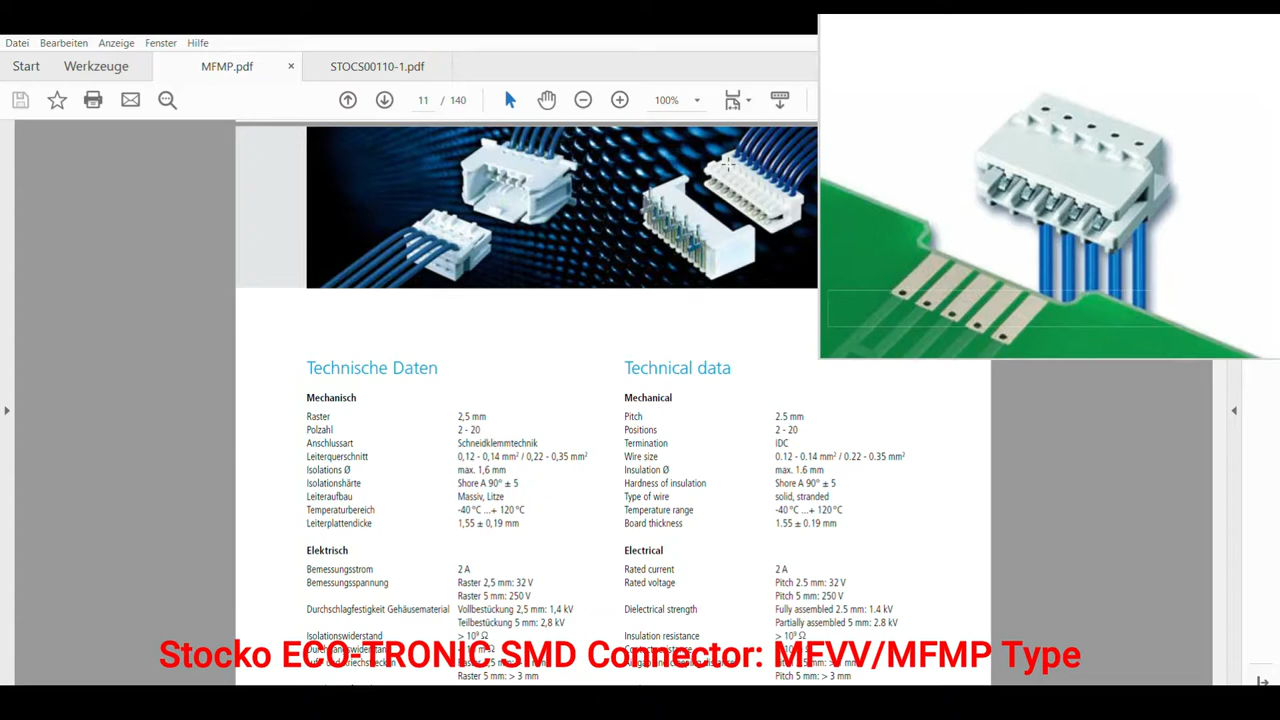 Datei Bearbeiten Anzeige Fenster Hilfe
Start Werkzeuge MFMP.pdf × STOCS00110-1.pdf
11 / 140 100%
Technische Daten
Mechanisch
Raster 2,5 mm
Polzahl 2 - 20
Anschlussart Schneidklemmtechnik
Leiterquerschnitt 0,12 - 0,14 mm² / 0,22 - 0,35 mm²
Isolations Ø max. 1,6 mm
Isolationshärte Shore A 90° ± 5
Leiteraufbau Massiv, Litze
Temperaturbereich -40 °C ...+ 120 °C
Leiterplattendicke 1,55 ± 0,19 mm
Elektrisch
Bemessungsstrom 2 A
Bemessungsspannung Raster 2,5 mm: 32 V
Raster 5 mm: 250 V
Durchschlagfestigkeit Gehäusematerial Vollbestückung 2,5 mm: 1,4 kV
Teilbestückung 5 mm: 2,8 kV
Isolationswiderstand > 10⁹ Ω
Raster 5 mm: > 3 mm
Technical data
Mechanical
Pitch 2.5 mm
Positions 2 - 20
Termination IDC
Wire size 0.12 - 0.14 mm² / 0.22 - 0.35 mm²
Insulation Ø max. 1.6 mm
Hardness of insulation Shore A 90° ± 5
Type of wire solid, stranded
Temperature range -40 °C ...+ 120 °C
Board thickness 1.55 ± 0.19 mm
Electrical
Rated current 2 A
Rated voltage Pitch 2.5 mm: 32 V
Pitch 5 mm: 250 V
Dielectrical strength Fully assembled 2.5 mm: 1.4 kV
Partially assembled 5 mm: 2.8 kV
Insulation resistance > 10⁹ Ω
Pitch 5 mm: > 3 mm
Stocko ECO-TRONIC SMD Connector: MFVV/MFMP Type